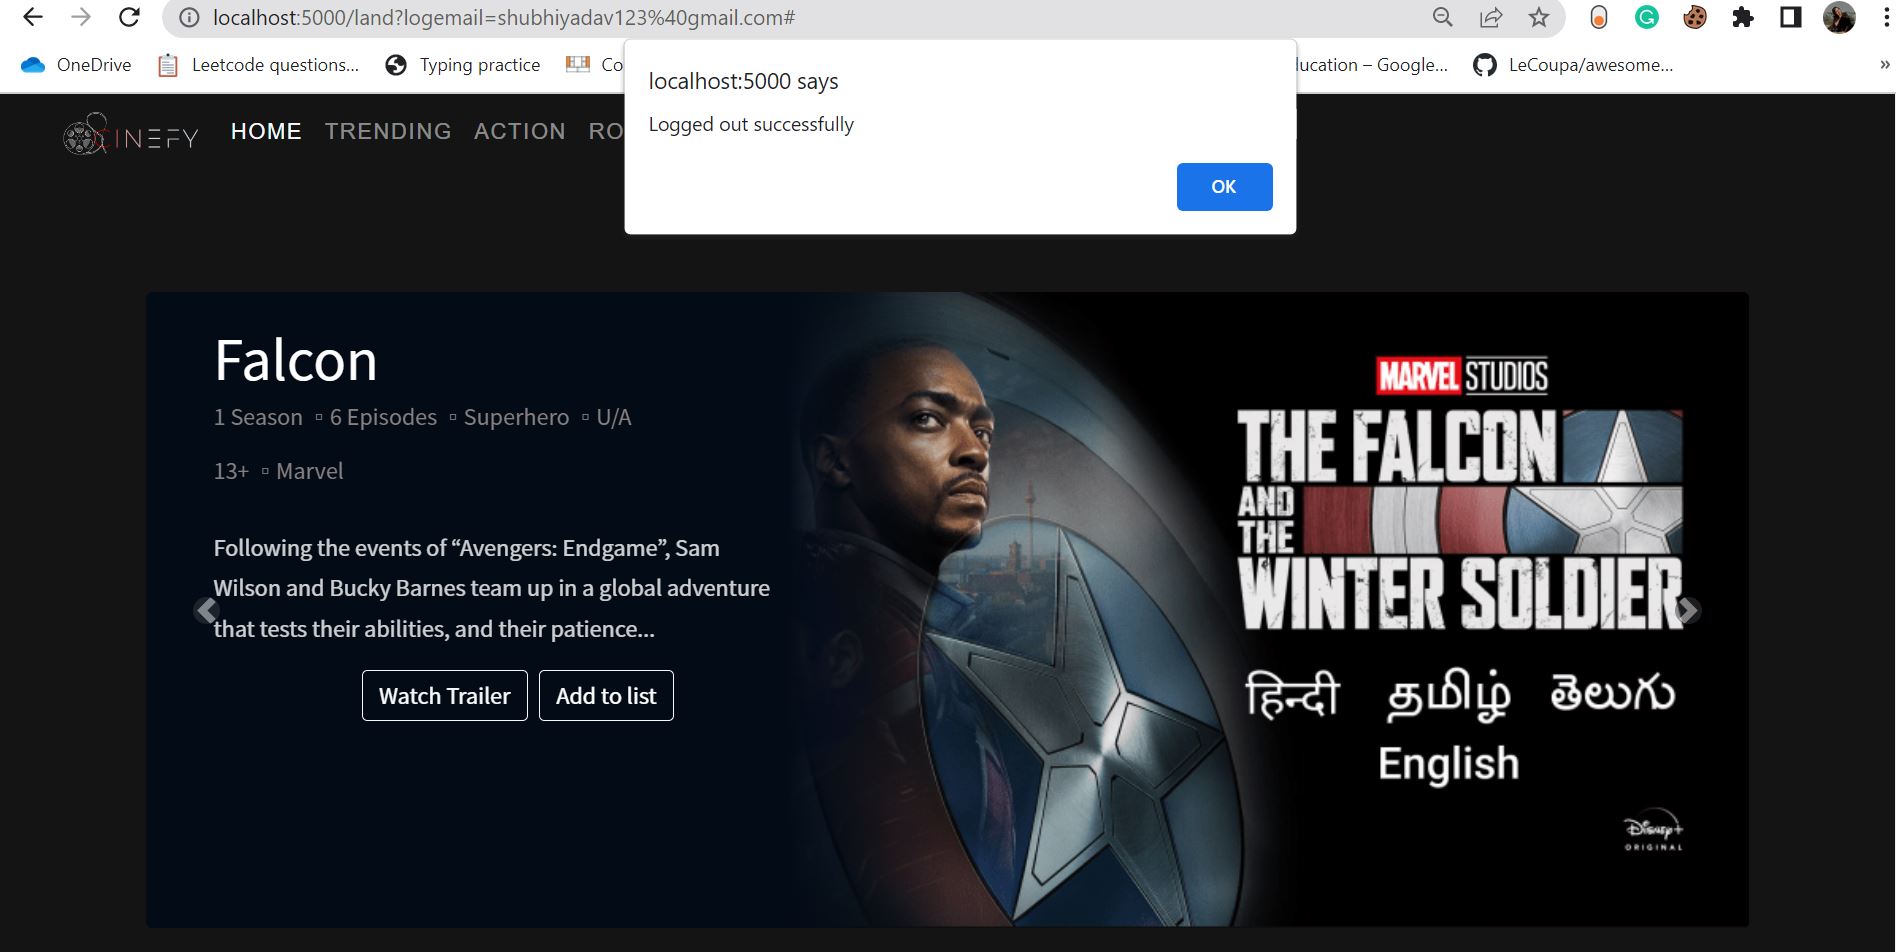 localhost:5000/land?logemail=shubhiyadav123%40gmail.com#
OneDrive Leetcode questions... Typing practice Co
ucation – Google... LeCoupa/awesome...
»
localhost:5000 says
Logged out successfully
OK
CINEFY HOME TRENDING ACTION RO
Falcon
1 Season ▫ 6 Episodes ▫ Superhero ▫ U/A
13+ ▫ Marvel
Following the events of “Avengers: Endgame”, Sam
Wilson and Bucky Barnes team up in a global adventure
that tests their abilities, and their patience...
Watch Trailer Add to list
MARVEL STUDIOS
THE FALCON
AND
THE
WINTER SOLDIER
हिन्दी தமிழ் తెలుగు
English
Disney+
ORIGINAL